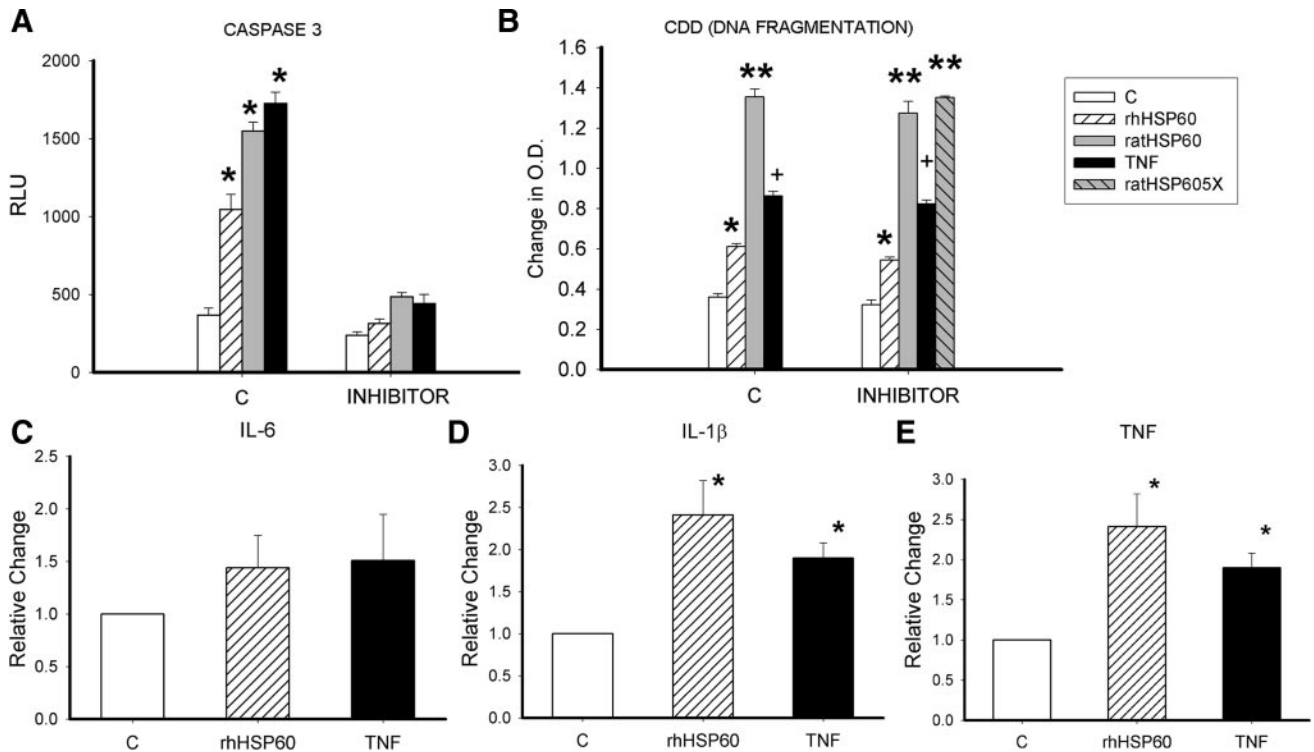 A
CASPASE 3
2000
1500
1000
500
0
RLU
*
*
*
C
INHIBITOR
B
CDD (DNA FRAGMENTATION)
1.6
1.4
1.2
1.0
0.8
0.6
0.4
0.2
0.0
Change in O.D.
*
**
+
*
**
+
**
C
INHIBITOR
C
rhHSP60
ratHSP60
TNF
ratHSP605X
C
IL-6
2.5
2.0
1.5
1.0
0.5
0.0
Relative Change
C
rhHSP60
TNF
D
IL-1β
3.0
2.5
2.0
1.5
1.0
0.5
0.0
Relative Change
*
*
C
rhHSP60
TNF
E
TNF
3.0
2.5
2.0
1.5
1.0
0.5
0.0
Relative Change
*
*
C
rhHSP60
TNF